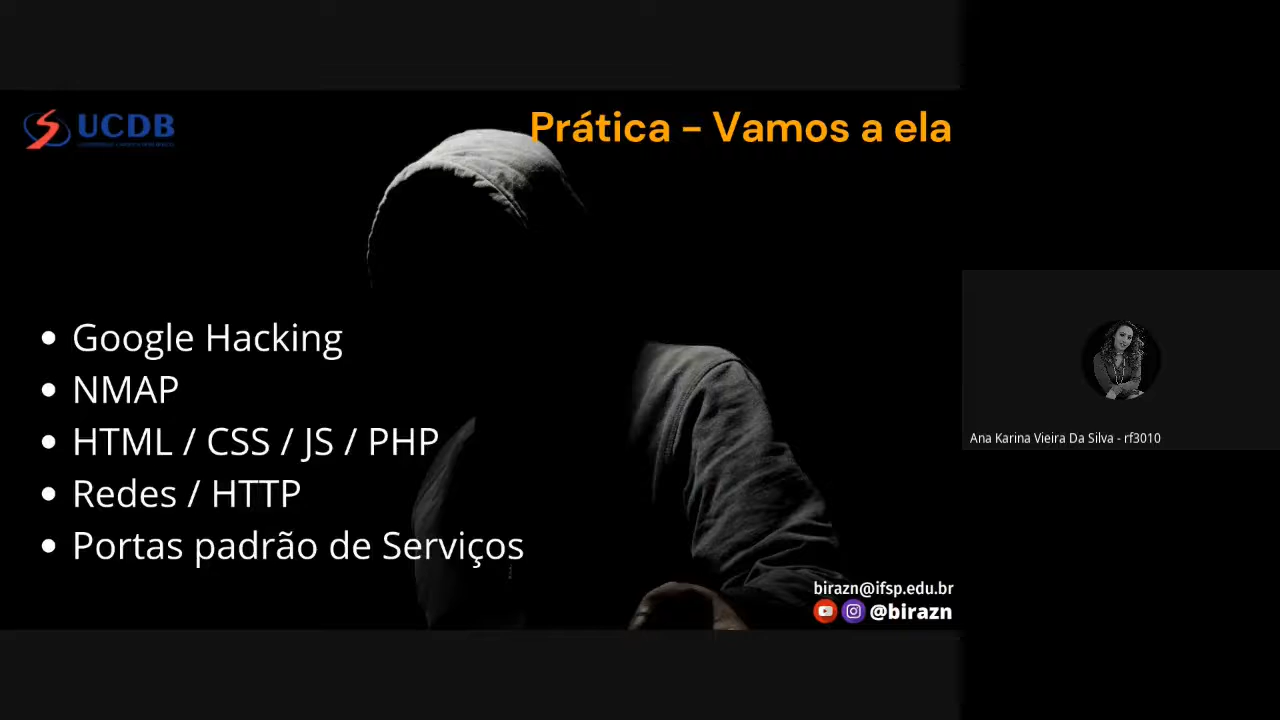 UCDB
Prática - Vamos a ela
Google Hacking
NMAP
HTML / CSS / JS / PHP
Redes / HTTP
Portas padrão de Serviços
birazn@ifsp.edu.br
@birazn
Ana Karina Vieira Da Silva - rf3010